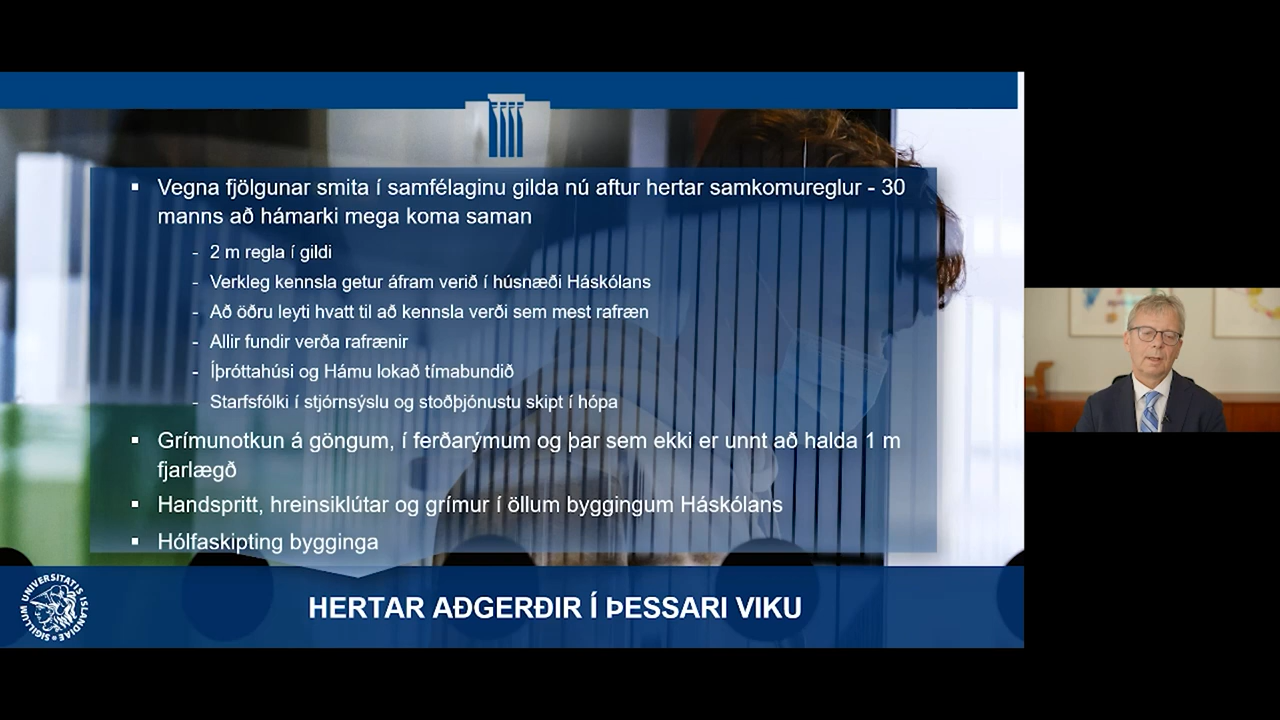 ▪ Vegna fjölgunar smita í samfélaginu gilda nú aftur hertar samkomureglur - 30
manns að hámarki mega koma saman
- 2 m regla í gildi
- Verkleg kennsla getur áfram verið í húsnæði Háskólans
- Að öðru leyti hvatt til að kennsla verði sem mest rafræn
- Allir fundir verða rafrænir
- Íþróttahúsi og Hámu lokað tímabundið
- Starfsfólki í stjórnsýslu og stoðþjónustu skipt í hópa
▪ Grímunotkun á göngum, í ferðarýmum og þar sem ekki er unnt að halda 1 m
fjarlægð
▪ Handspritt, hreinsiklútar og grímur í öllum byggingum Háskólans
▪ Hólfaskipting bygginga
HERTAR AÐGERÐIR Í ÞESSARI VIKU
SIGILLUM UNIVERSITATIS ISLANDIAE